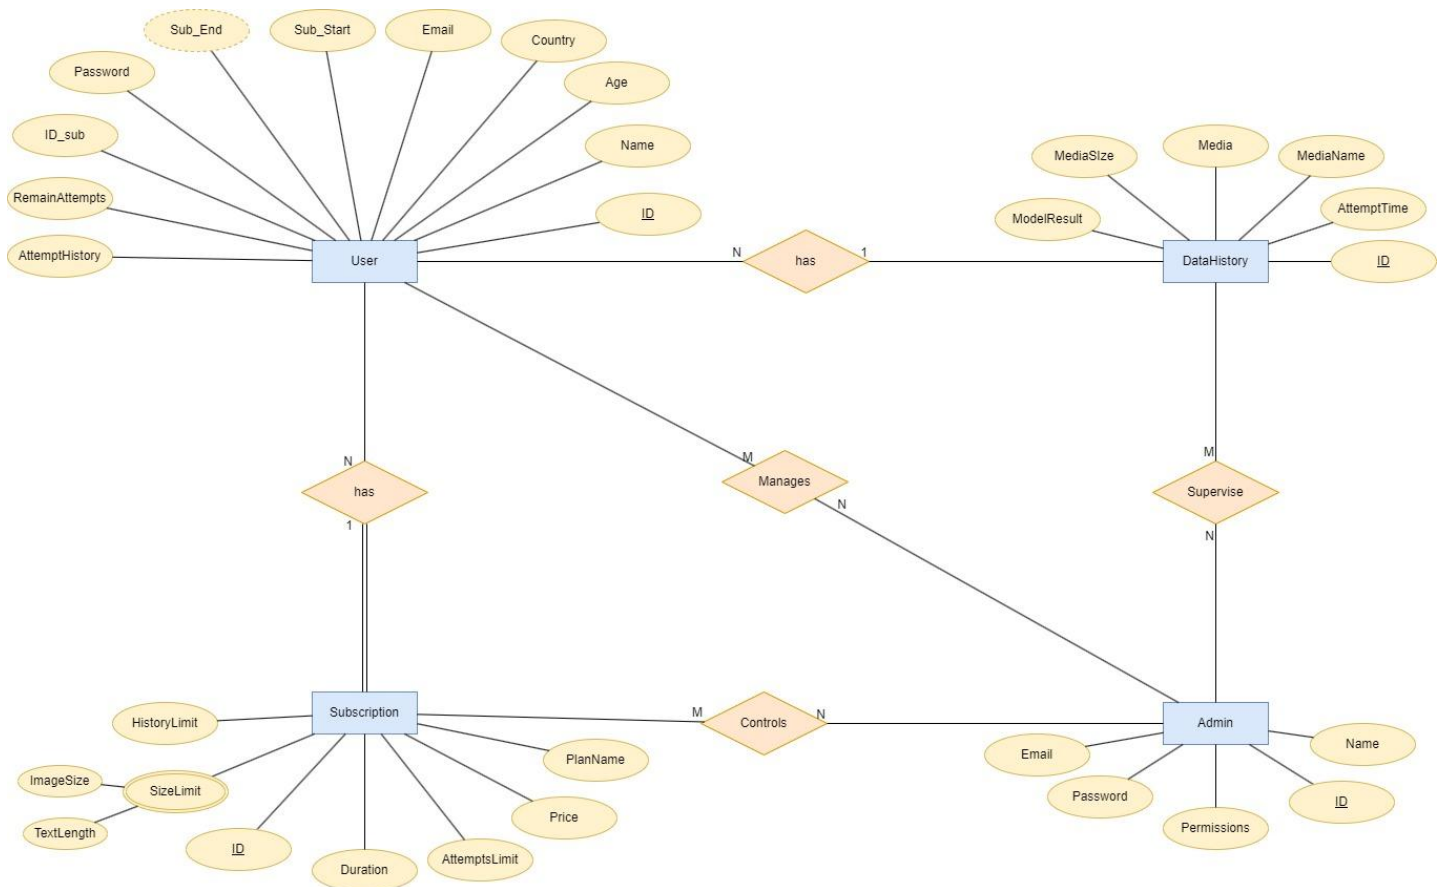 Sub_End
Sub_Start
Email
Country
Password
Age
ID_sub
Name
MediaSIze
Media
MediaName
RemainAttempts
ID
ModelResult
AttemptTime
AttemptHistory
User
N
has
1
DataHistory
ID
N
has
1
M
Manages
N
M
Supervise
N
HistoryLimit
Subscription
M
Controls
N
Admin
Email
Name
PlanName
ImageSize
SizeLimit
Password
ID
TextLength
Price
Permissions
ID
AttemptsLimit
Duration